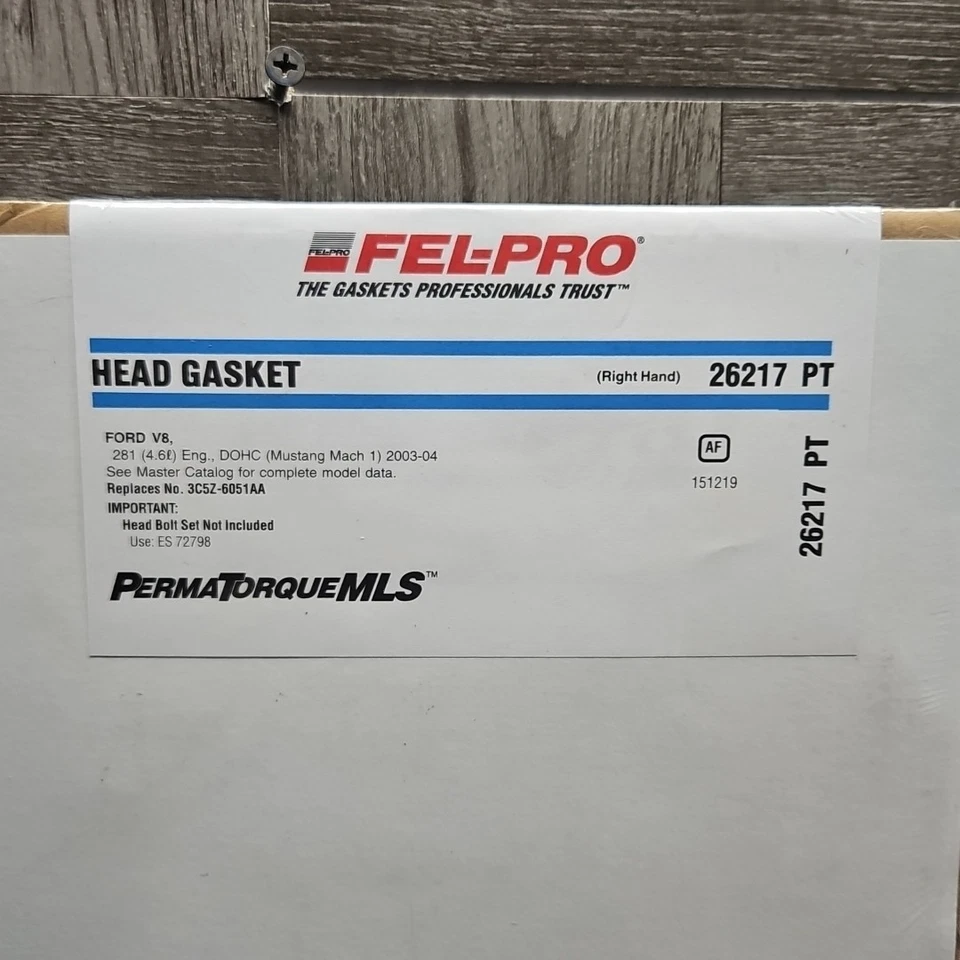 FEL-PRO
FEL-PRO®
THE GASKETS PROFESSIONALS TRUST™
HEAD GASKET (Right Hand) 26217 PT
FORD V8,
281 (4.6ℓ) Eng., DOHC (Mustang Mach 1) 2003-04
See Master Catalog for complete model data.
Replaces No. 3C5Z-6051AA
IMPORTANT:
Head Bolt Set Not Included
Use: ES 72798
AF
151219
26217 PT
PERMATORQUEMLS™